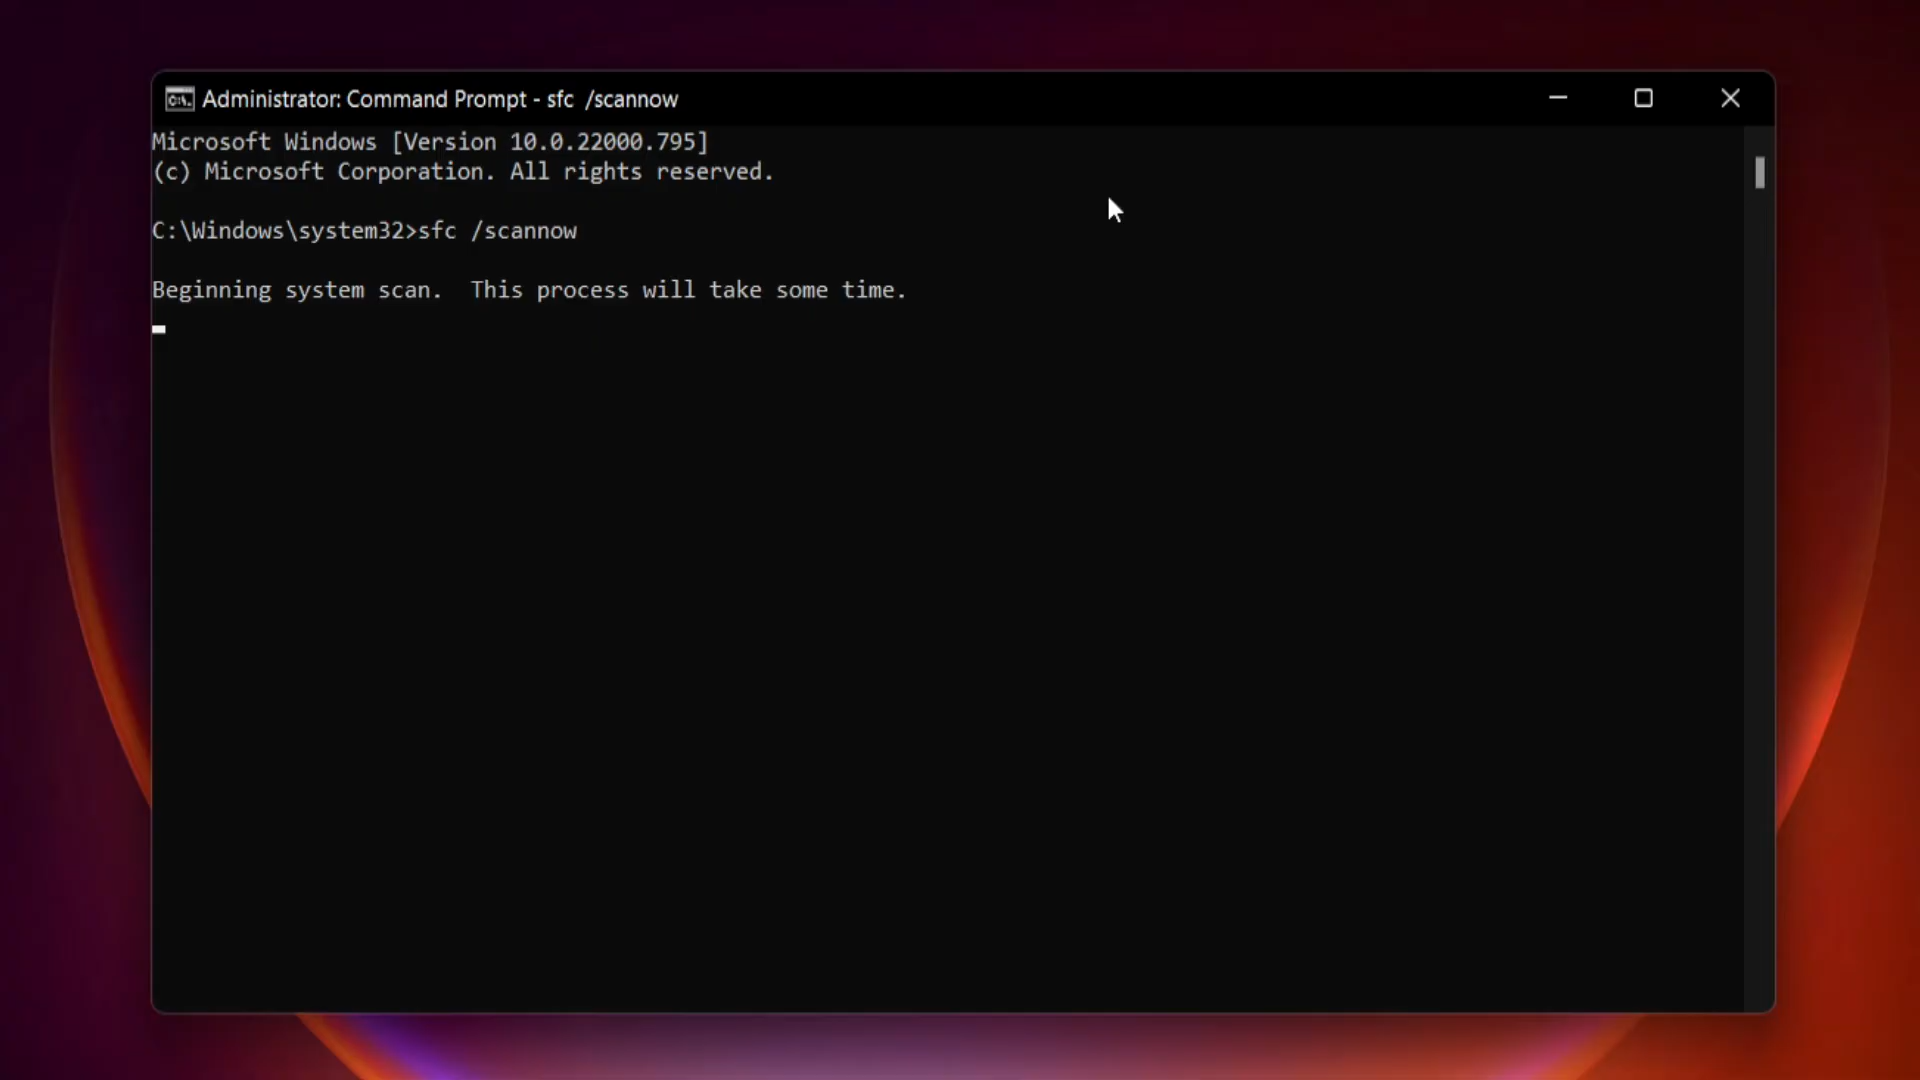 Administrator: Command Prompt - sfc  /scannow
Microsoft Windows [Version 10.0.22000.795]
(c) Microsoft Corporation. All rights reserved.
C:\Windows\system32>sfc /scannow
Beginning system scan.  This process will take some time.